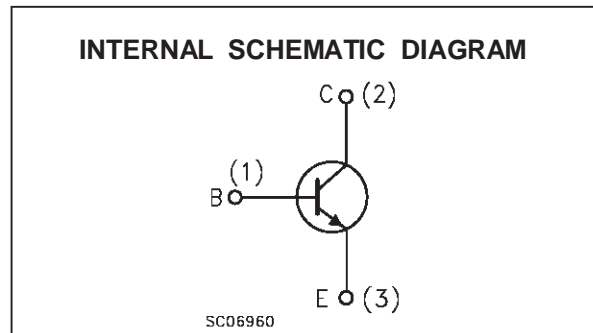 INTERNAL SCHEMATIC DIAGRAM
C (2)
(1)
B
E (3)
SC06960